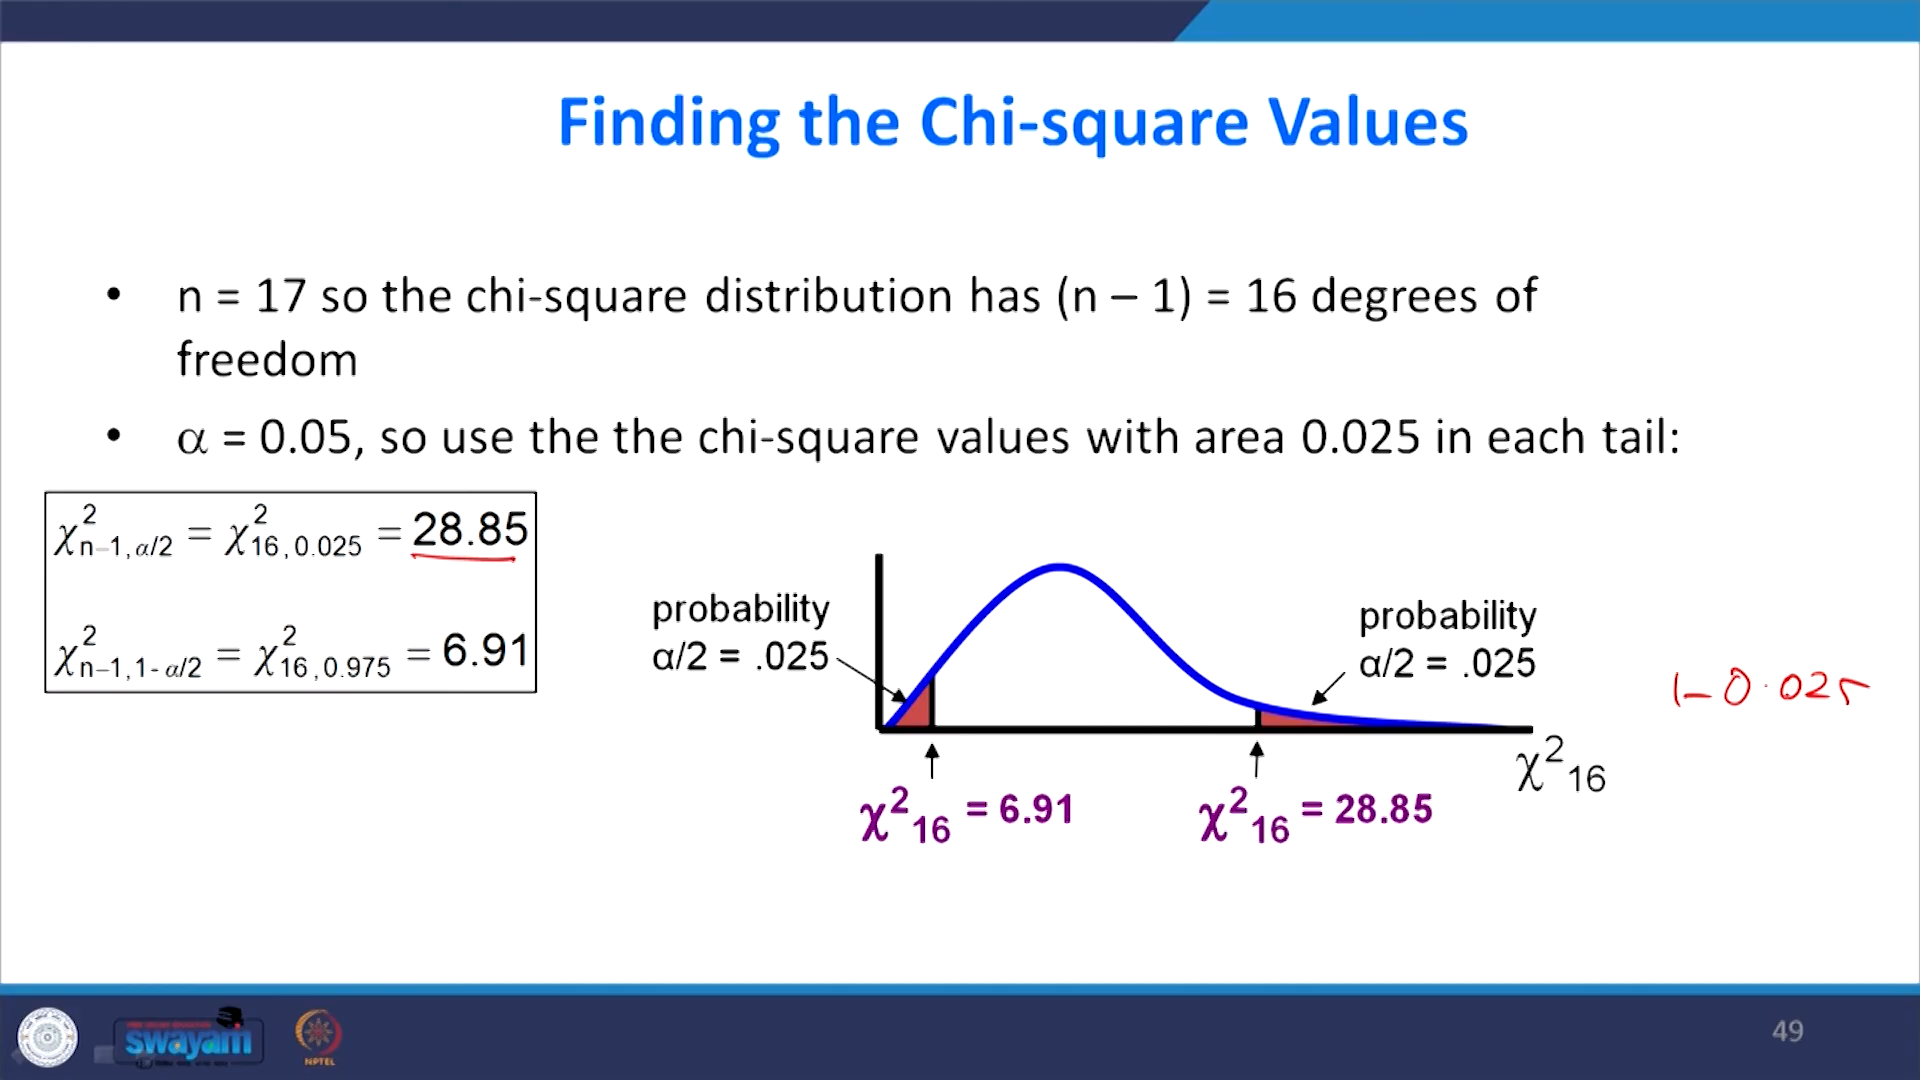 Finding the Chi-square Values
• n = 17 so the chi-square distribution has (n – 1) = 16 degrees of
freedom
• α = 0.05, so use the the chi-square values with area 0.025 in each tail:
χ²n−1, α/2 = χ²16, 0.025 = 28.85
χ²n−1, 1- α/2 = χ²16, 0.975 = 6.91
probability
α/2 = .025
probability
α/2 = .025
1- 0.025
χ²16
χ²16 = 6.91
χ²16 = 28.85
swayam
NPTEL
49